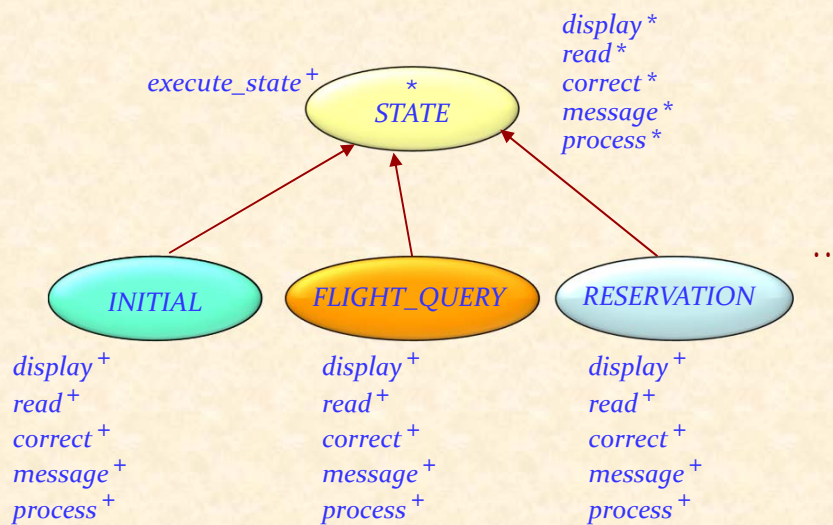 display *
read *
correct *
message *
process *
execute_state +
*
STATE
..
INITIAL
FLIGHT_QUERY
RESERVATION
display +
read +
correct +
message +
process +
display +
read +
correct +
message +
process +
display +
read +
correct +
message +
process +